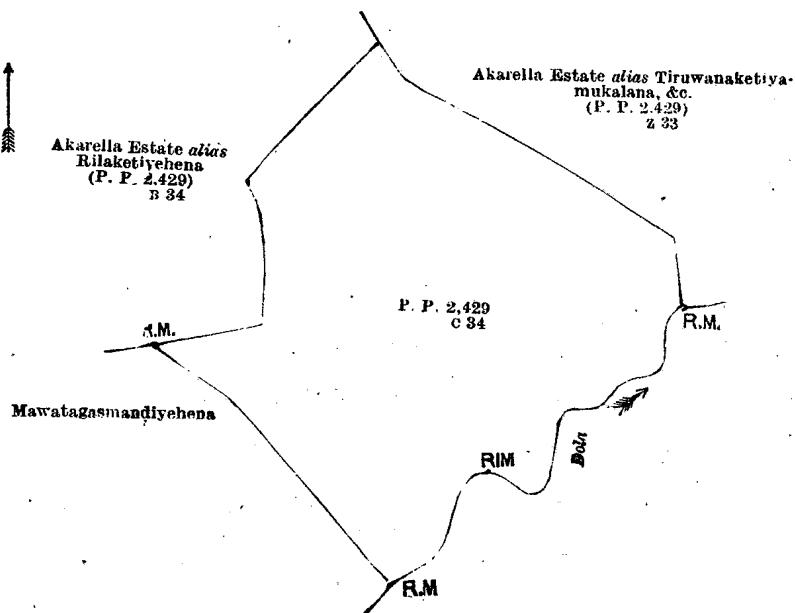 Akarella Estate alias Tiruwanaketiya-
mukalana, &c.
(P. P. 2,429)
Z 33
Akarella Estate alias
Rilaketiyehena
(P. P. 2,429)
B 34
P. P. 2,429
C 34
R.M.
R.M.
Mawatagasmandiyehena
RIM
Dola
R.M